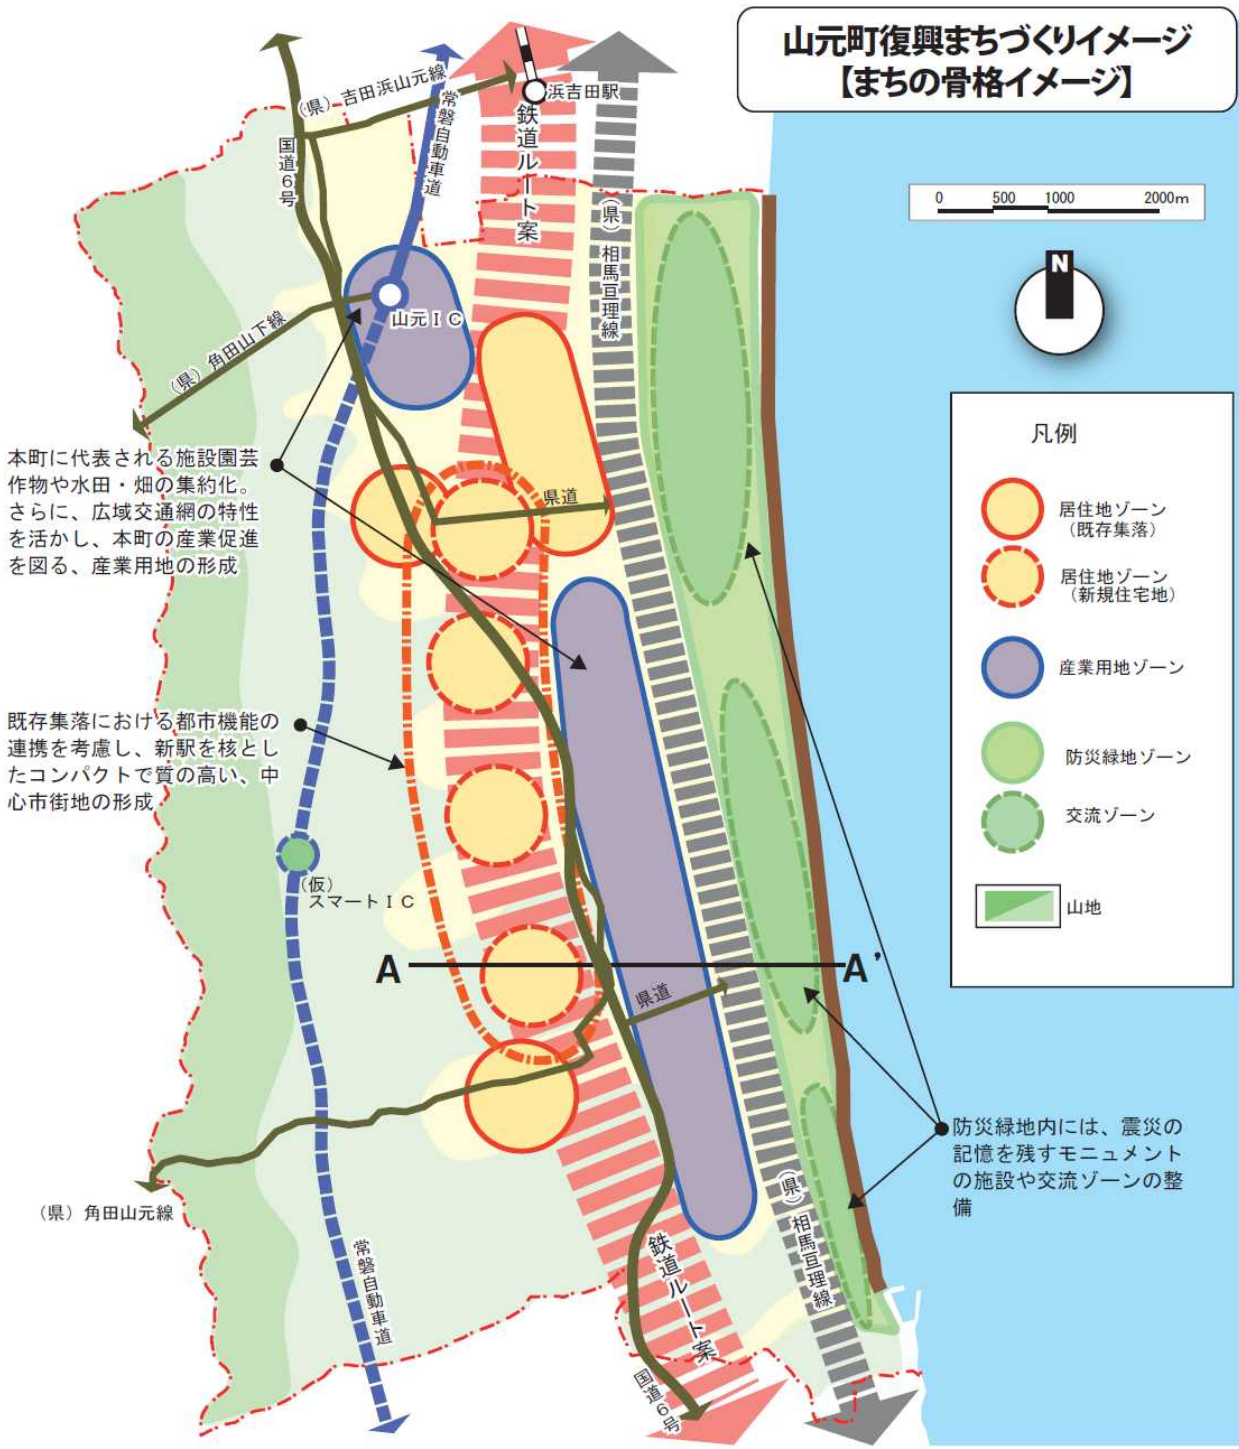 山元町復興まちづくりイメージ
【まちの骨格イメージ】
(県)吉田浜山元線
常磐自動車道
国道6号
浜吉田駅
鉄道ルート案
(県)相馬亘理線
0 500 1000 2000m
N
山元IC
(県)角田山下線
本町に代表される施設園芸
作物や水田・畑の集約化。
さらに、広域交通網の特性
を活かし、本町の産業促進
を図る、産業用地の形成
県道
既存集落における都市機能の
連携を考慮し、新駅を核とし
たコンパクトで質の高い、中
心市街地の形成
(仮)
スマートIC
A
A'
県道
(県)角田山元線
常磐自動車道
鉄道ルート案
国道6号
(県)相馬亘理線
凡例
居住地ゾーン
(既存集落)
居住地ゾーン
(新規住宅地)
産業用地ゾーン
防災緑地ゾーン
交流ゾーン
山地
防災緑地内には、震災の
記憶を残すモニュメント
の施設や交流ゾーンの整
備